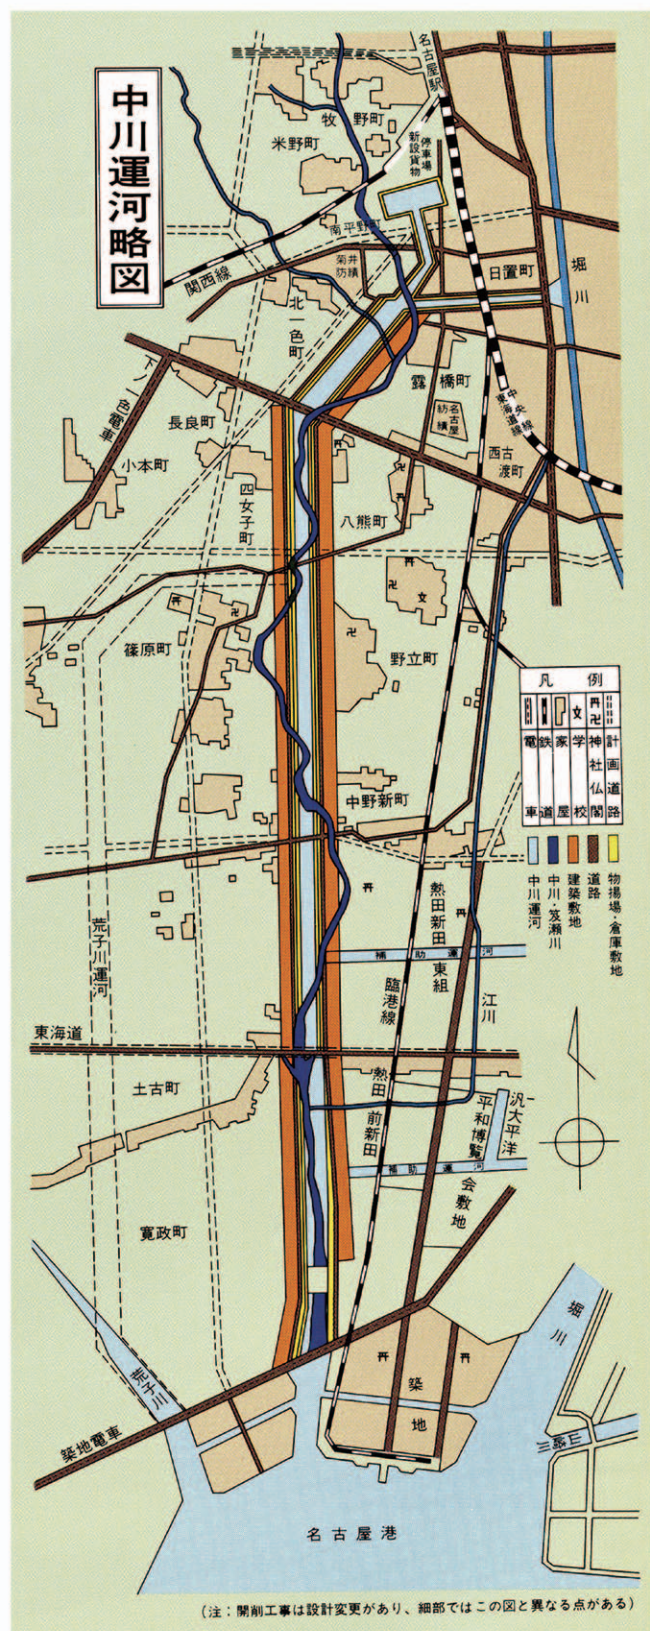 中川運河略図
名古屋駅
牧野町
米野町
新設貨物停車場
南平野町
関西線
菊井紡績
日置町
堀川
北一色町
下ノ一色電車
露橋町
長良町
名古屋紡績
中央線
東海道線
小本町
西古渡町
四女子町
八熊町
篠原町
野立町
凡例
電車
鉄道
家屋
文
学校
神社仏閣
計画道路
中川運河
中川・笈瀬川
建築敷地
道路
物揚場・倉庫敷地
中野新町
熱田新田東組
荒子川運河
補助運河
臨港線
江川
東海道
土古町
熱田前新田
汎太平洋
平和博覧会敷地
補助運河
寛政町
堀川
荒子川
築地
築地電車
山崎川
名古屋港
(注:開削工事は設計変更があり、細部ではこの図と異なる点がある)